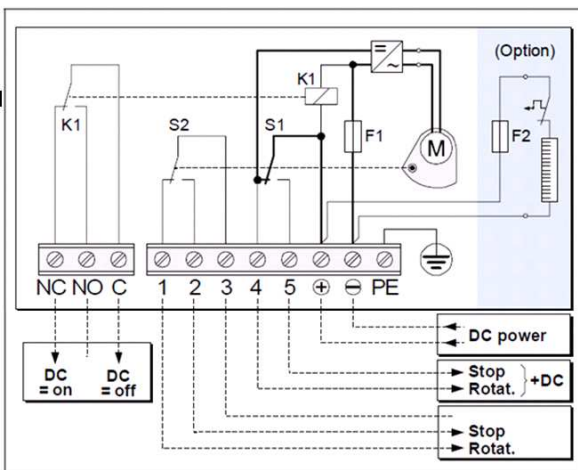 (Option)
K1
K1
S2
S1
F1
F2
M
NC NO C
1 2 3 4 5 ⊕ ⊖ PE
DC = on
DC = off
DC power
Stop
Rotat.
+DC
Stop
Rotat.